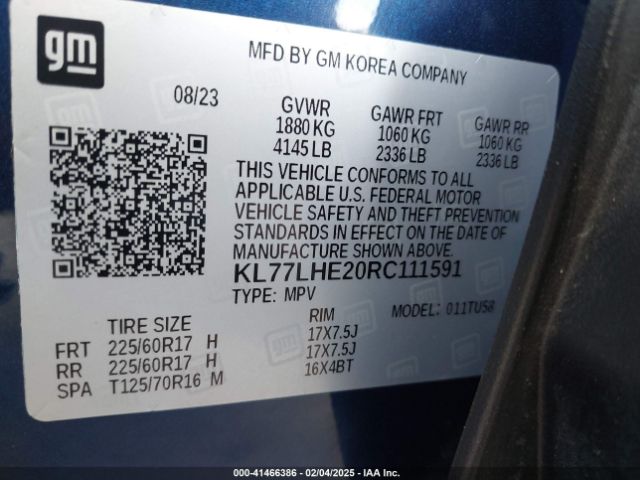 gm
MFD BY GM KOREA COMPANY
08/23 GVWR GAWR FRT GAWR RR
1880 KG 1060 KG 1060 KG
4145 LB 2336 LB 2336 LB
THIS VEHICLE CONFORMS TO ALL
APPLICABLE U.S. FEDERAL MOTOR
VEHICLE SAFETY AND THEFT PREVENTION
STANDARDS IN EFFECT ON THE DATE OF
MANUFACTURE SHOWN ABOVE.
KL77LHE20RC111591
TYPE: MPV MODEL: 011TU58
TIRE SIZE RIM
FRT 225/60R17 H 17X7.5J
RR 225/60R17 H 17X7.5J
SPA T125/70R16 M 16X4BT
000-41466386 - 02/04/2025 - IAA Inc.